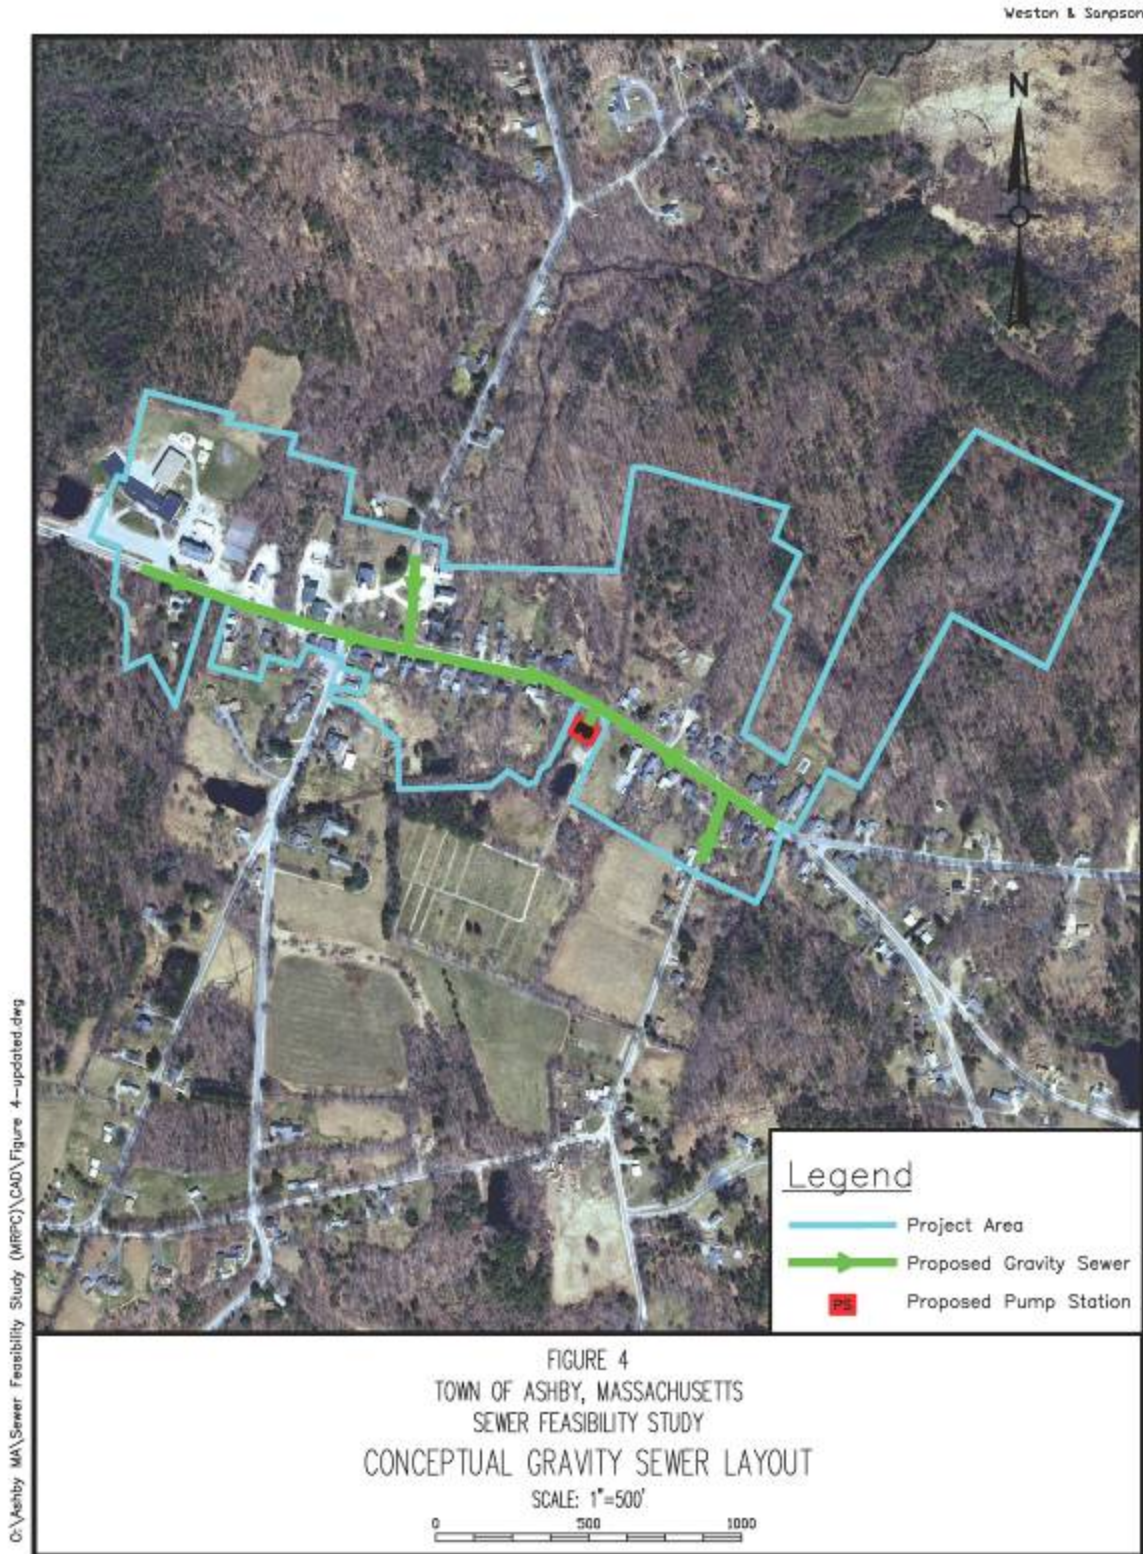 Weston & Sampson
N
Legend
Project Area
Proposed Gravity Sewer
PS Proposed Pump Station
O:\Ashby MA\Sewer Feasibility Study (MRPC)\CAD\Figure 4-updated.dwg
FIGURE 4
TOWN OF ASHBY, MASSACHUSETTS
SEWER FEASIBILITY STUDY
CONCEPTUAL GRAVITY SEWER LAYOUT
SCALE: 1"=500'
0 500 1000